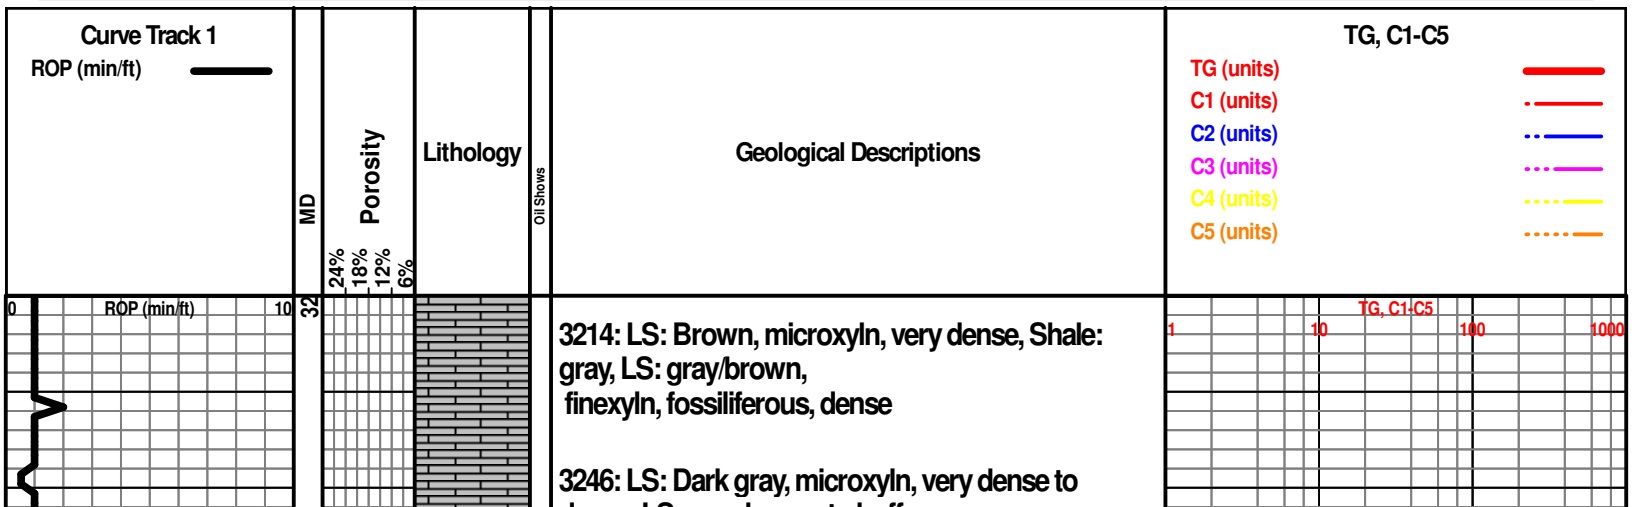 Curve Track 1
ROP (min/ft)
MD
Porosity
24%
18%
12%
6%
Lithology
Oil Shows
Geological Descriptions
TG, C1-C5
TG (units)
C1 (units)
C2 (units)
C3 (units)
C4 (units)
C5 (units)
0 ROP (min/ft) 10
32
TG, C1-C5
1 10 100 1000
3214: LS: Brown, microxyln, very dense, Shale:
gray, LS: gray/brown,
finexyln, fossiliferous, dense
3246: LS: Dark gray, microxyln, very dense to